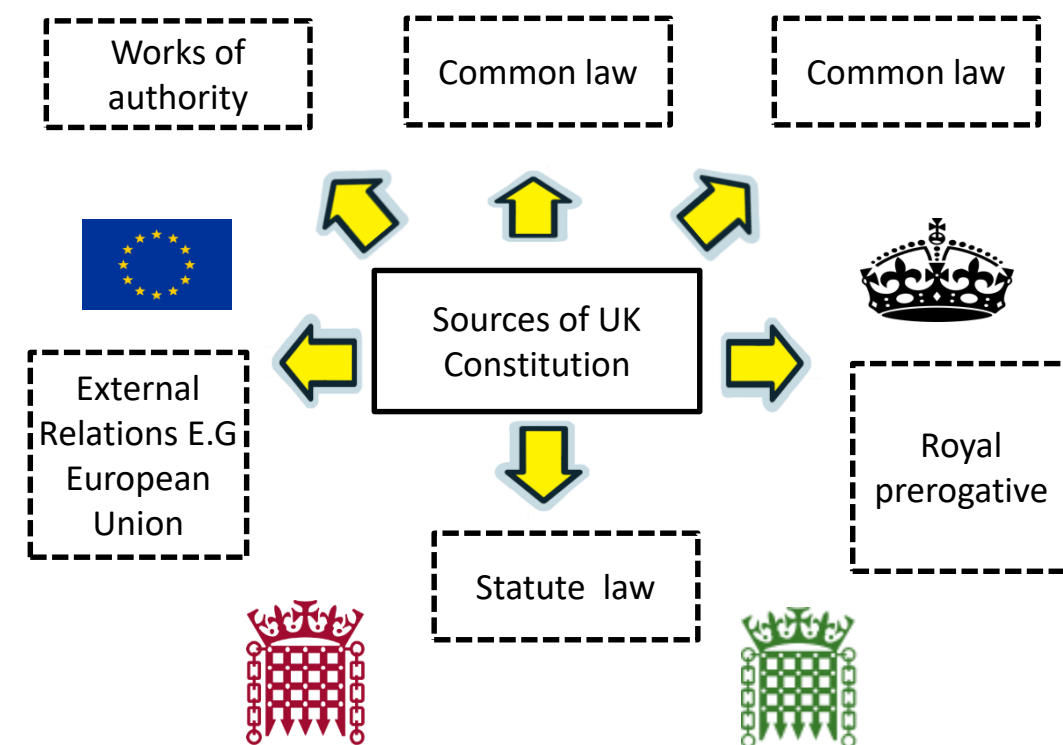 Works of
authority
Common law
Common law
Sources of UK
Constitution
External
Relations E.G
European
Union
Royal
prerogative
Statute law